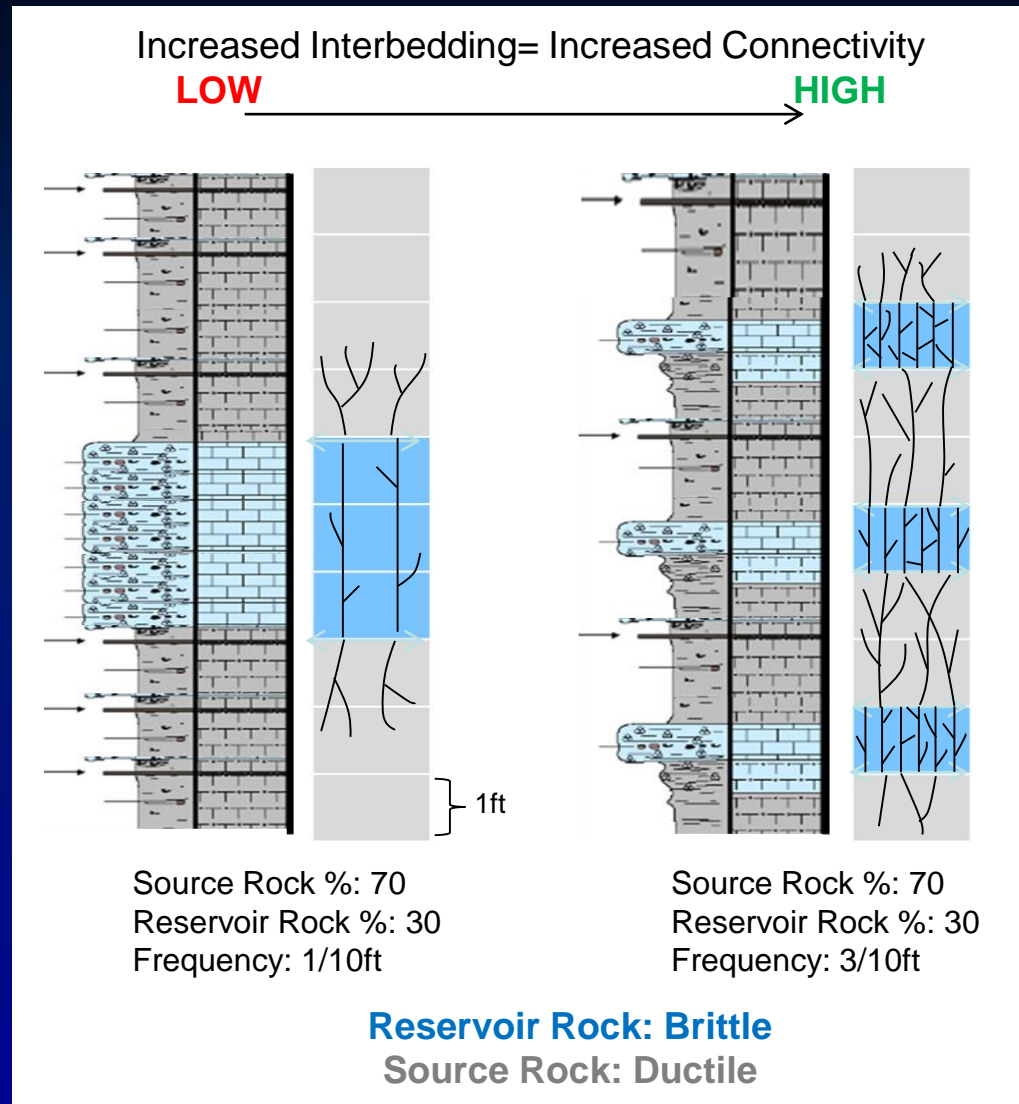 Increased Interbedding= Increased Connectivity
LOW HIGH
1ft
Source Rock %: 70
Reservoir Rock %: 30
Frequency: 1/10ft
Source Rock %: 70
Reservoir Rock %: 30
Frequency: 3/10ft
Reservoir Rock: Brittle
Source Rock: Ductile